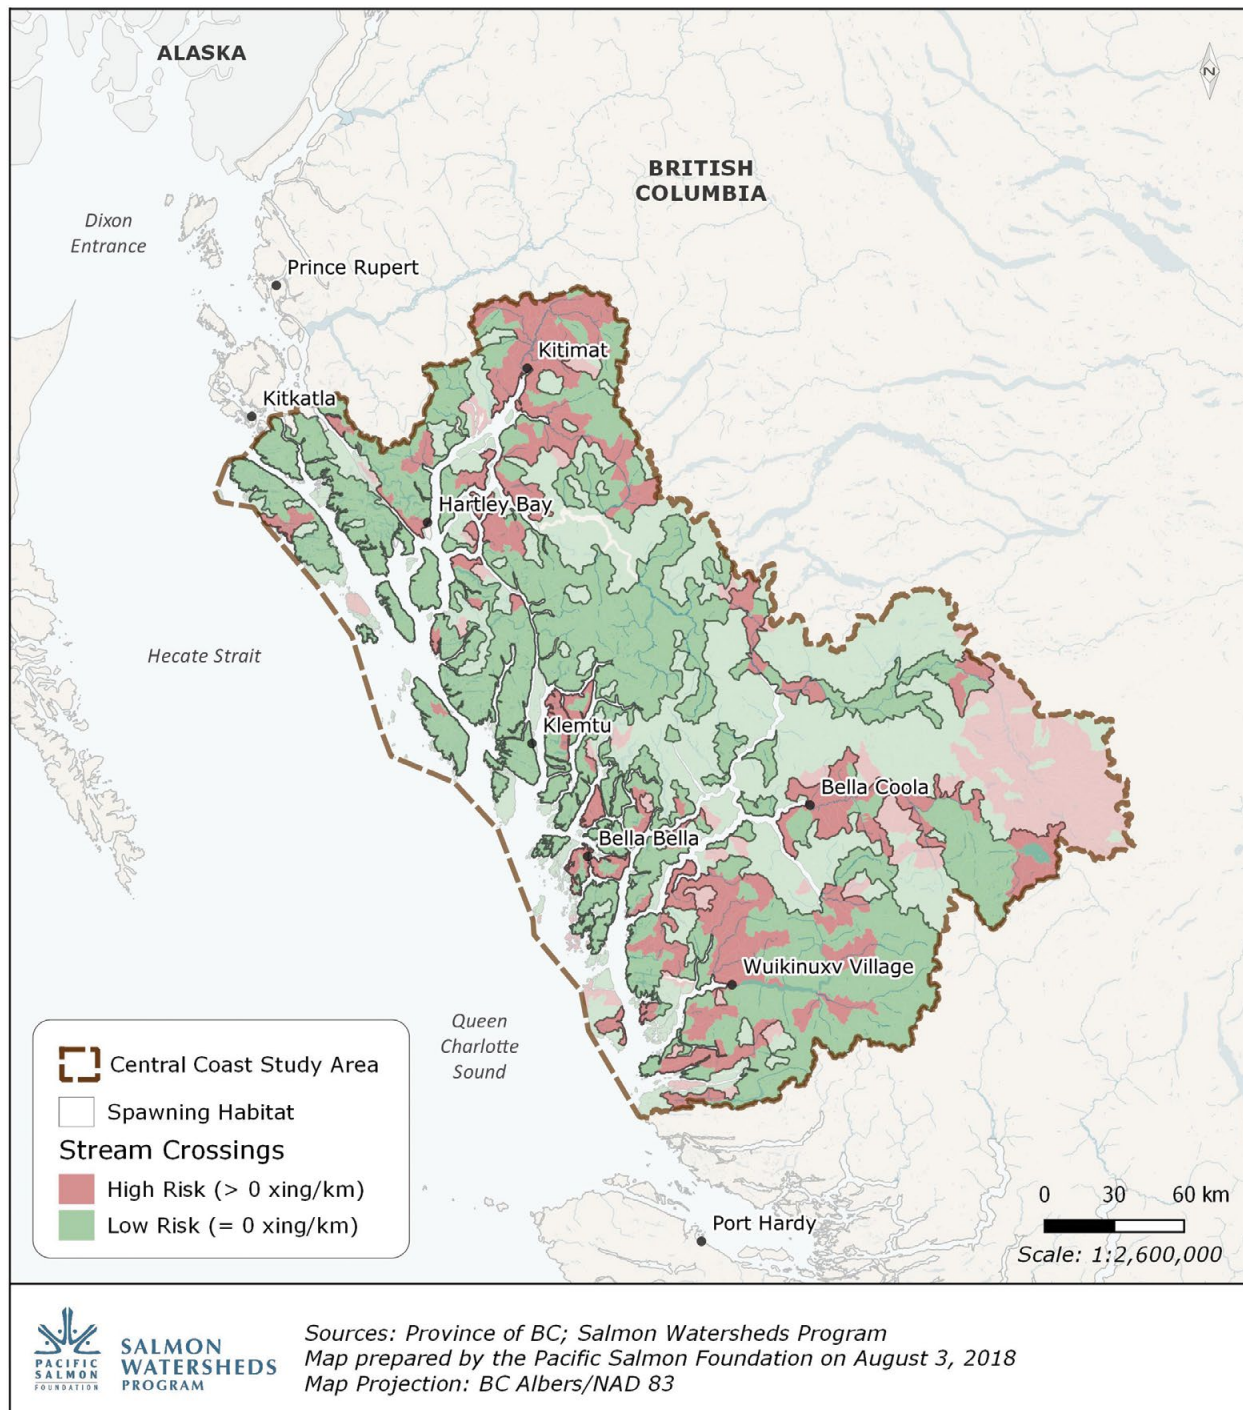 ALASKA
N
BRITISH
COLUMBIA
Dixon
Entrance
Prince Rupert
Kitimat
Kitkatla
Hartley Bay
Hecate Strait
Klemtu
Bella Coola
Bella Bella
Wuikinuxv Village
Queen
Charlotte
Sound
Port Hardy
Central Coast Study Area
Spawning Habitat
Stream Crossings
High Risk (> 0 xing/km)
Low Risk (= 0 xing/km)
0 30 60 km
Scale: 1:2,600,000
PACIFIC
SALMON
FOUNDATION
SALMON
WATERSHEDS
PROGRAM
Sources: Province of BC; Salmon Watersheds Program
Map prepared by the Pacific Salmon Foundation on August 3, 2018
Map Projection: BC Albers/NAD 83